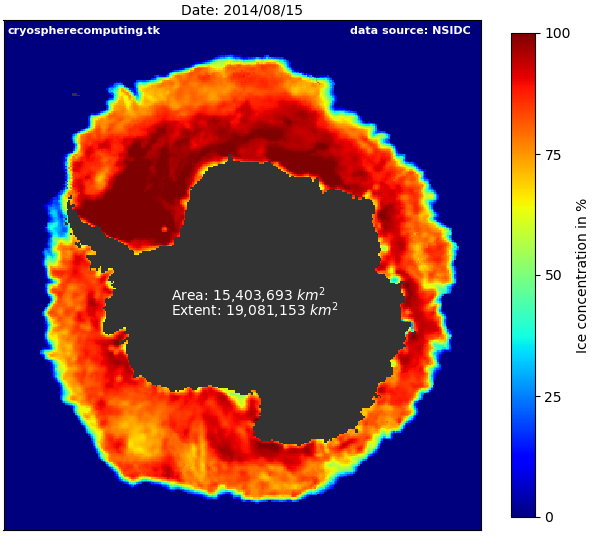 Date: 2014/08/15
cryospherecomputing.tk data source: NSIDC
100
75
50
25
0
Ice concentration in %
Area: 15,403,693 km²
Extent: 19,081,153 km²